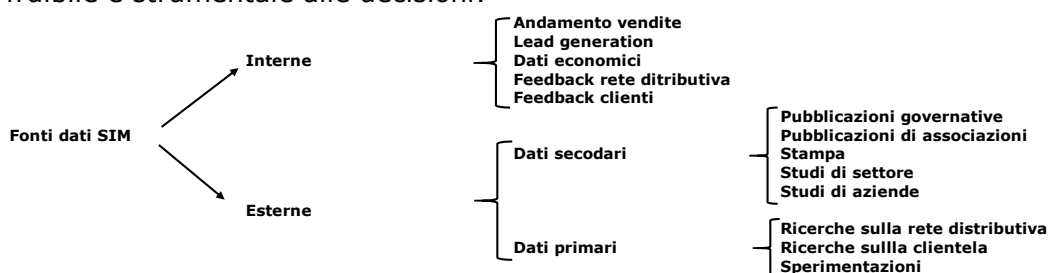 fruibile e strumentale alle decisioni.
Andamento vendite
Lead generation
Interne
Dati economici
Feedback rete ditributiva
Feedback clienti
Pubblicazioni governative
Fonti dati SIM
Pubblicazioni di associazioni
Dati secodari
Stampa
Studi di settore
Studi di aziende
Esterne
Ricerche sulla rete distributiva
Dati primari
Ricerche sullla clientela
Sperimentazioni